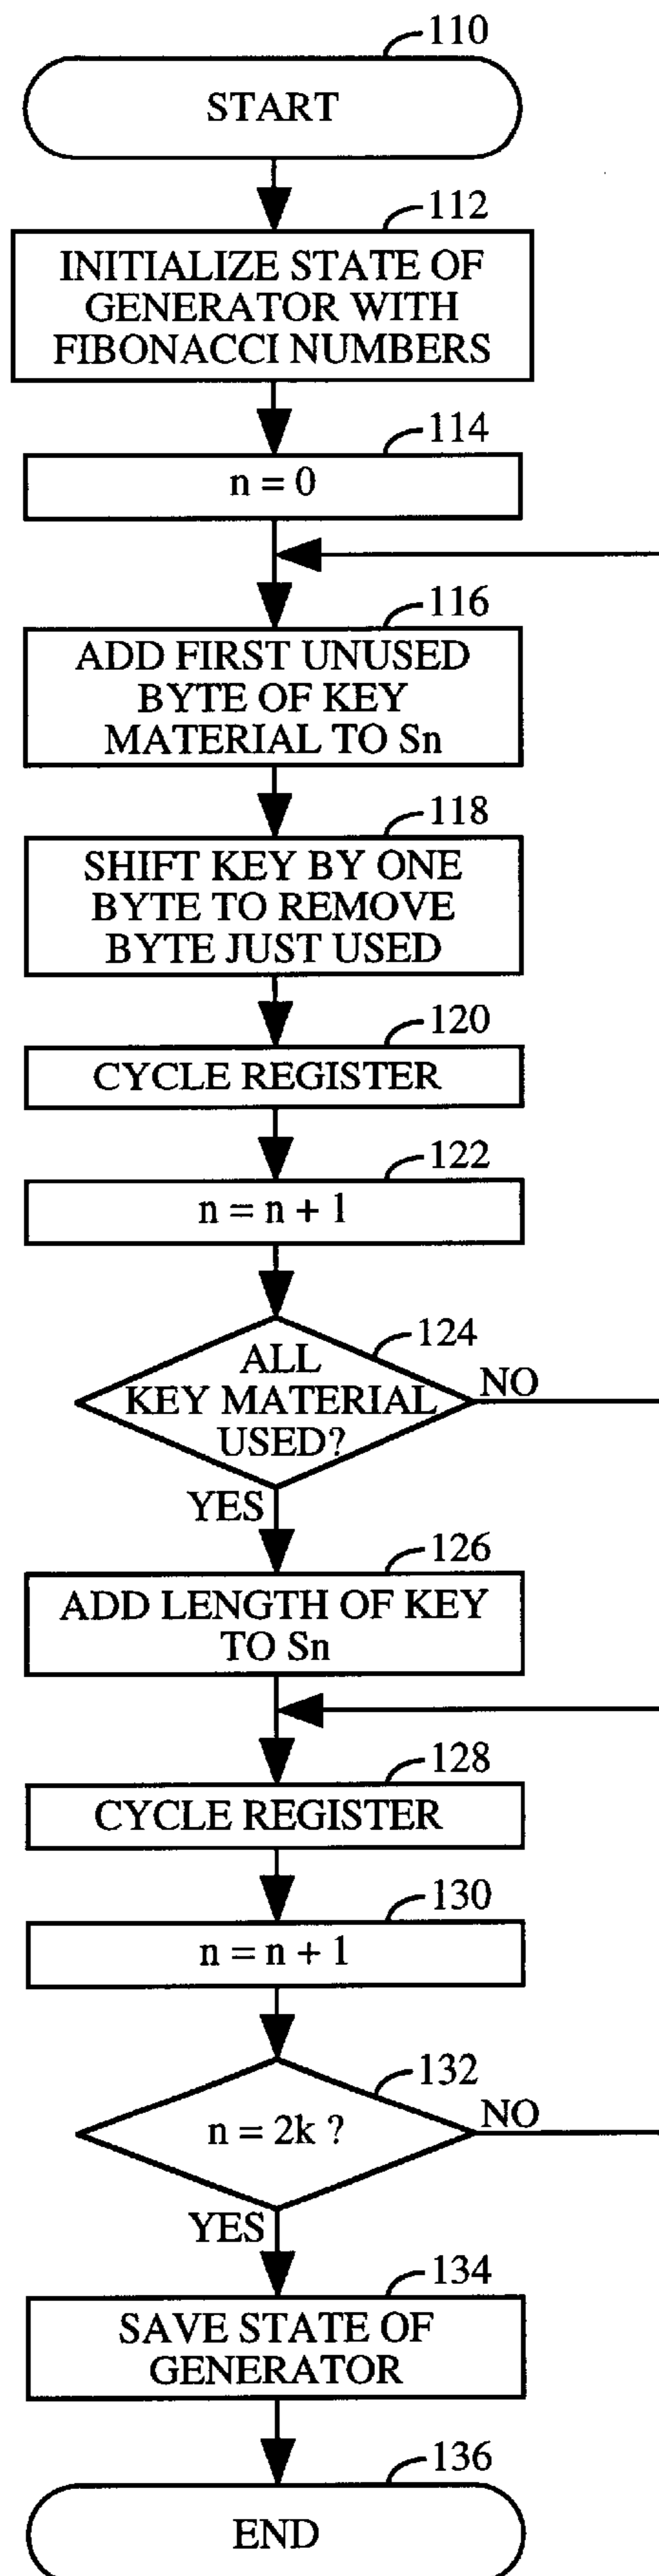 110
START
112
INITIALIZE STATE OF
GENERATOR WITH
FIBONACCI NUMBERS
114
n = 0
116
ADD FIRST UNUSED
BYTE OF KEY
MATERIAL TO Sn
118
SHIFT KEY BY ONE
BYTE TO REMOVE
BYTE JUST USED
120
CYCLE REGISTER
122
n = n + 1
124
ALL
KEY MATERIAL
USED?
NO
YES
126
ADD LENGTH OF KEY
TO Sn
128
CYCLE REGISTER
130
n = n + 1
132
n = 2k ?
NO
YES
134
SAVE STATE OF
GENERATOR
136
END